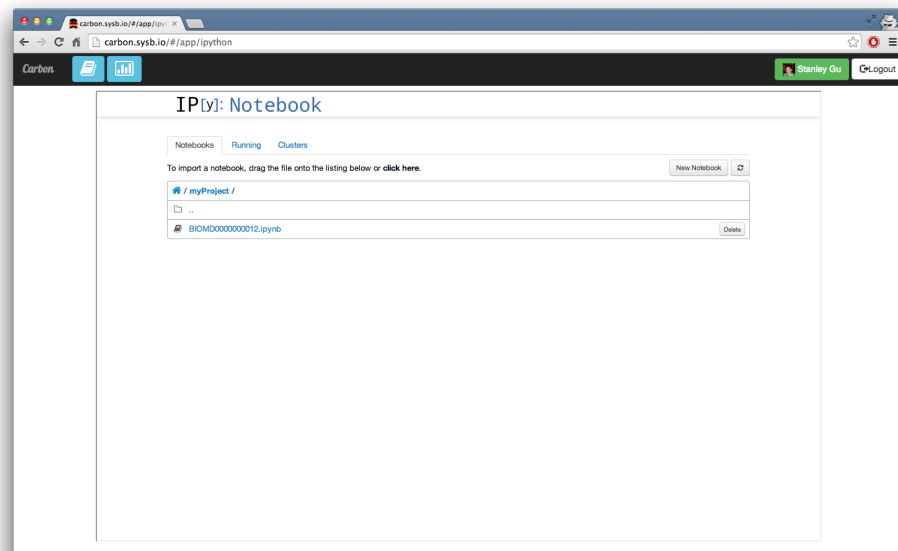 carbon.sysb.io/#/app/ipy
carbon.sysb.io/#/app/ipython
Carbon
Stanley Gu
Logout
IP[y]: Notebook
Notebooks Running Clusters
To import a notebook, drag the file onto the listing below or click here.
New Notebook
/ myProject /
..
BIOMD0000000012.ipynb
Delete